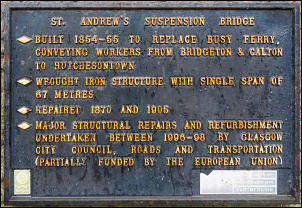 ST. ANDREW'S SUSPENSION BRIDGE
BUILT 1854-55 TO REPLACE BUSY FERRY,
CONVEYING WORKERS FROM BRIDGETON & CALTON
TO HUTCHESONTOWN
WROUGHT IRON STRUCTURE WITH SINGLE SPAN OF
67 METRES
REPAIRED 1870 AND 1905
MAJOR STRUCTURAL REPAIRS AND REFURBISHMENT
UNDERTAKEN BETWEEN 1996-98 BY GLASGOW
CITY COUNCIL, ROADS AND TRANSPORTATION
(PARTIALLY FUNDED BY THE EUROPEAN UNION)